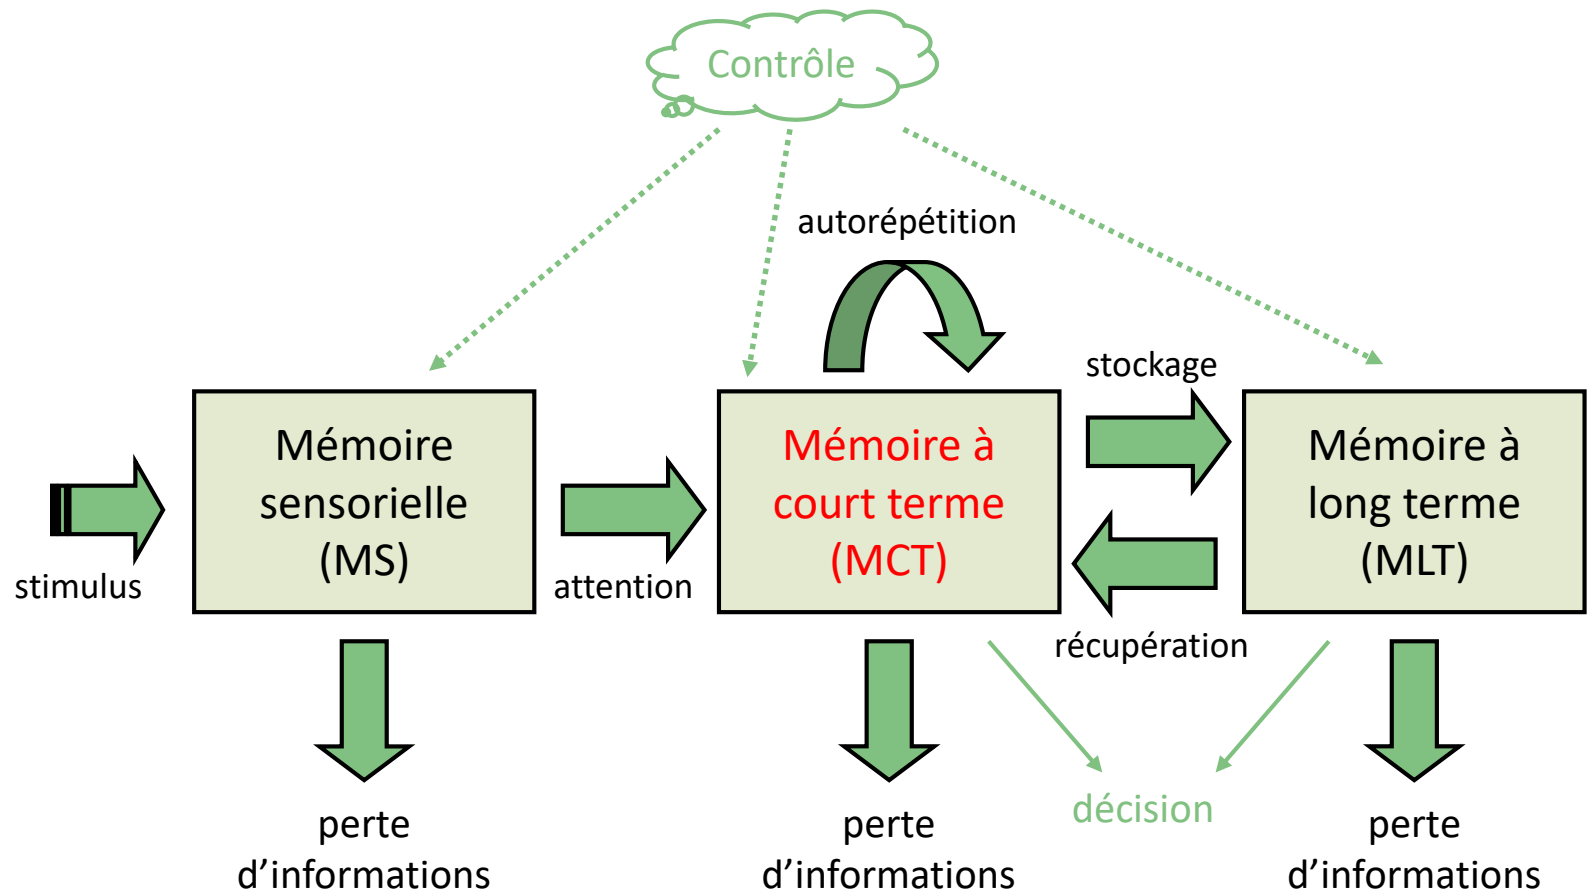 Contrôle
autorépétition
stockage
Mémoire
sensorielle
(MS)
Mémoire à
court terme
(MCT)
Mémoire à
long terme
(MLT)
stimulus
attention
récupération
décision
perte
d’informations
perte
d’informations
perte
d’informations